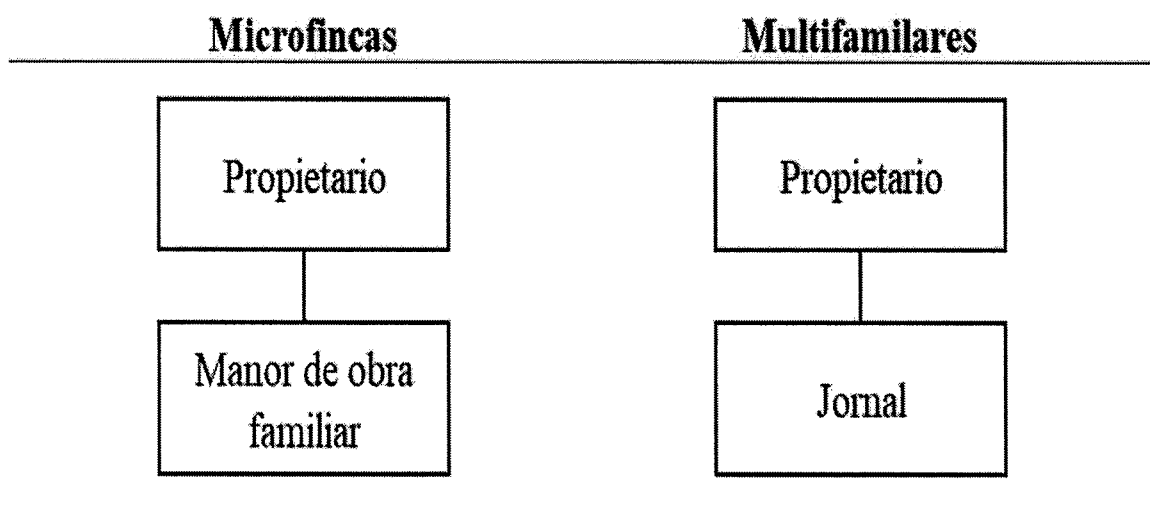 Microfincas
Multifamilares
Propietario
Propietario
Manor de obra
familiar
Jornal